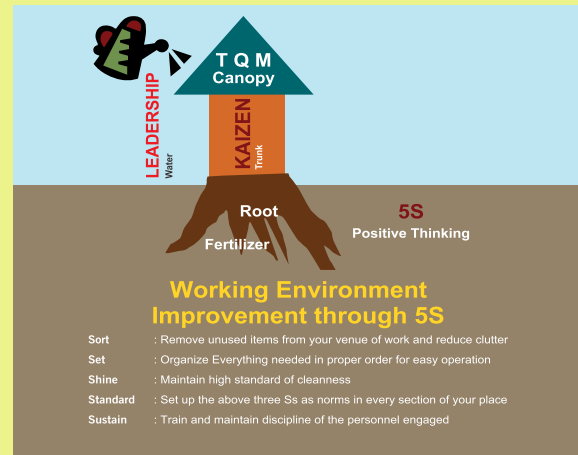 T Q M
Canopy
LEADERSHIP
Water
KAIZEN
Trunk
Root
Fertilizer
5S
Positive Thinking
Working Environment
Improvement through 5S
Sort : Remove unused items from your venue of work and reduce clutter
Set : Organize Everything needed in proper order for easy operation
Shine : Maintain high standard of cleanness
Standard : Set up the above three Ss as norms in every section of your place
Sustain : Train and maintain discipline of the personnel engaged